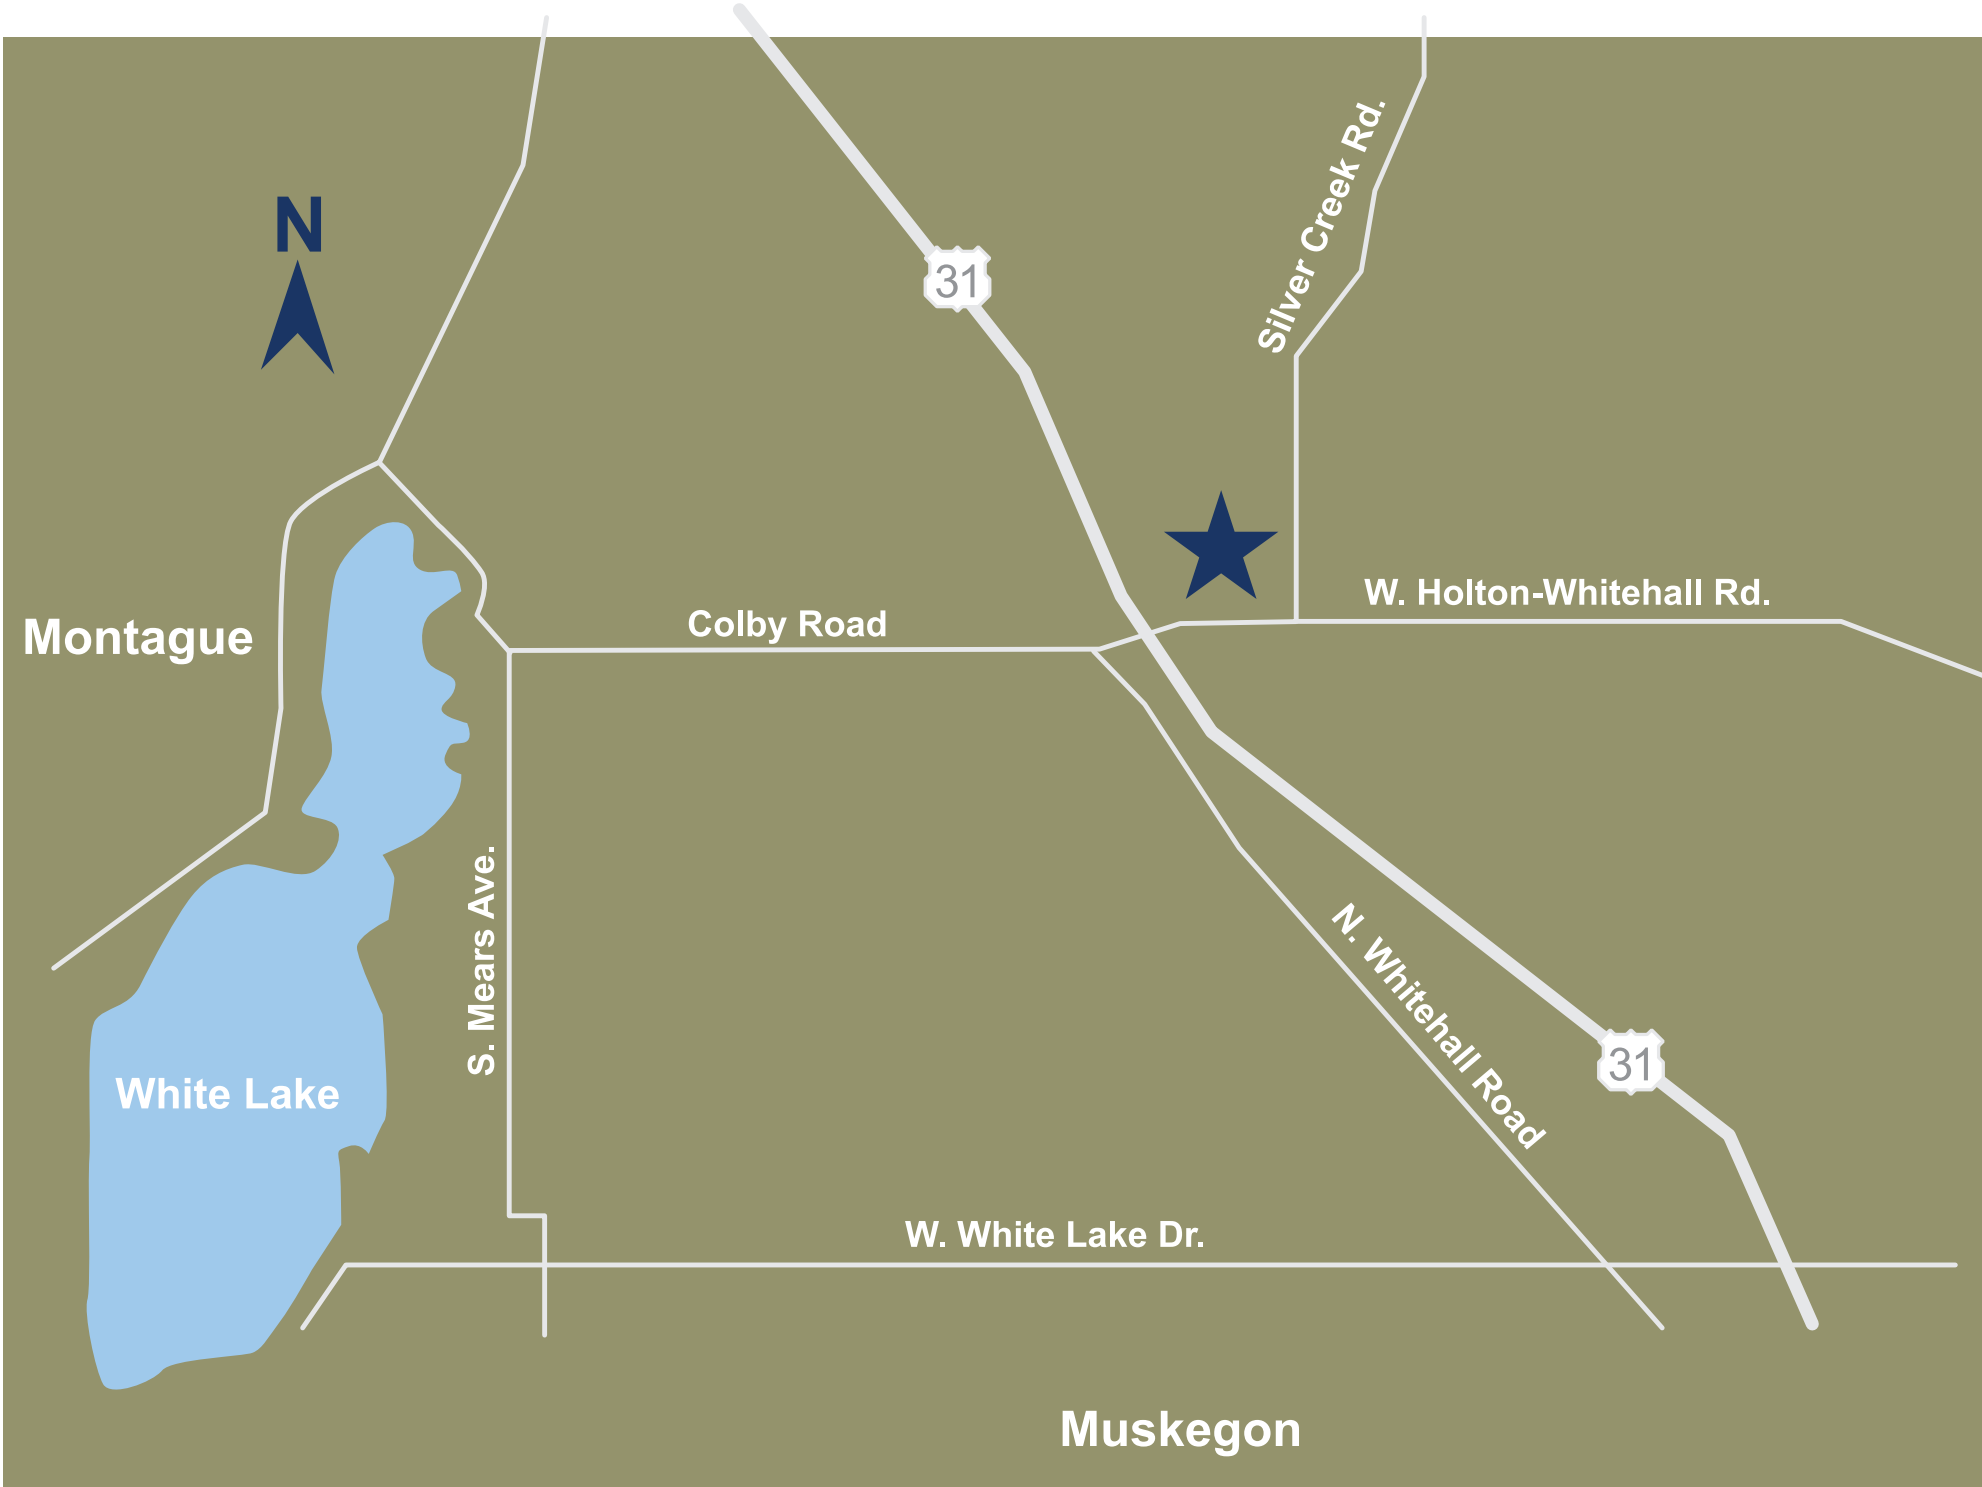 N
31
Silver Creek Rd.
W. Holton-Whitehall Rd.
Colby Road
Montague
S. Mears Ave.
N. Whitehall Road
31
White Lake
W. White Lake Dr.
Muskegon